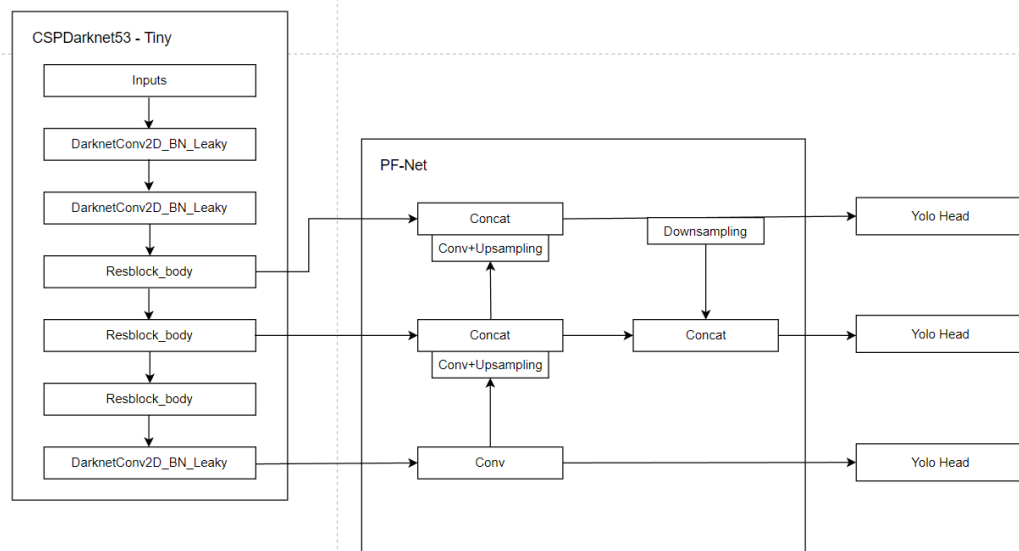 CSPDarknet53 - Tiny
Inputs
DarknetConv2D_BN_Leaky
DarknetConv2D_BN_Leaky
Resblock_body
Resblock_body
Resblock_body
DarknetConv2D_BN_Leaky
PF-Net
Concat
Conv+Upsampling
Downsampling
Concat
Conv+Upsampling
Concat
Conv
Yolo Head
Yolo Head
Yolo Head